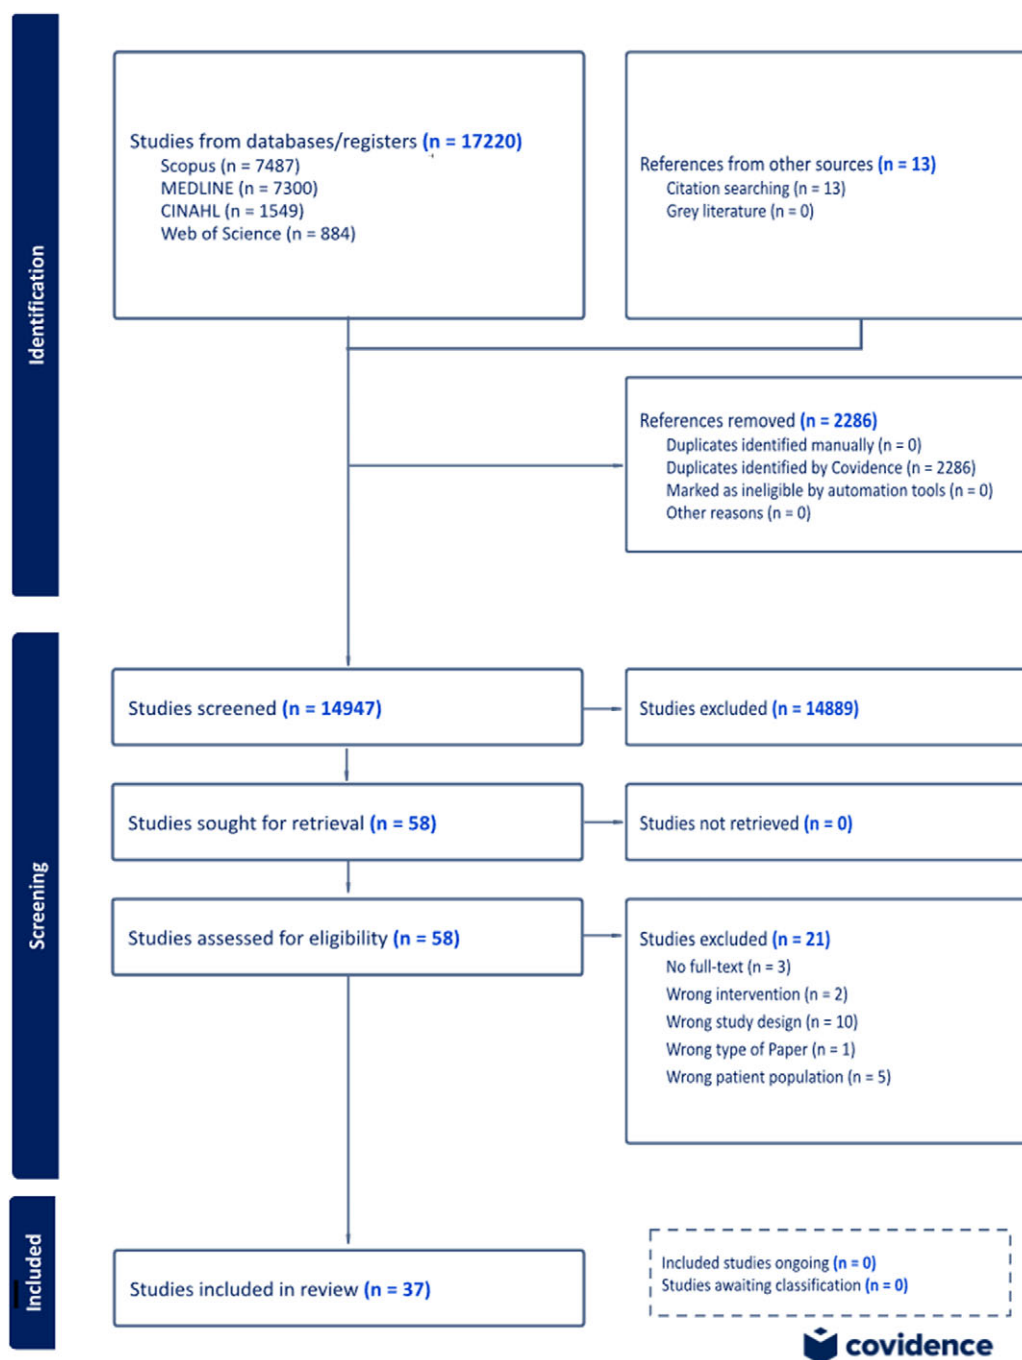 Identification
Studies from databases/registers (n = 17220)
Scopus (n = 7487)
MEDLINE (n = 7300)
CINAHL (n = 1549)
Web of Science (n = 884)
References from other sources (n = 13)
Citation searching (n = 13)
Grey literature (n = 0)
References removed (n = 2286)
Duplicates identified manually (n = 0)
Duplicates identified by Covidence (n = 2286)
Marked as ineligible by automation tools (n = 0)
Other reasons (n = 0)
Screening
Studies screened (n = 14947)
Studies excluded (n = 14889)
Studies sought for retrieval (n = 58)
Studies not retrieved (n = 0)
Studies assessed for eligibility (n = 58)
Studies excluded (n = 21)
No full-text (n = 3)
Wrong intervention (n = 2)
Wrong study design (n = 10)
Wrong type of Paper (n = 1)
Wrong patient population (n = 5)
Included
Studies included in review (n = 37)
Included studies ongoing (n = 0)
Studies awaiting classification (n = 0)
covidence